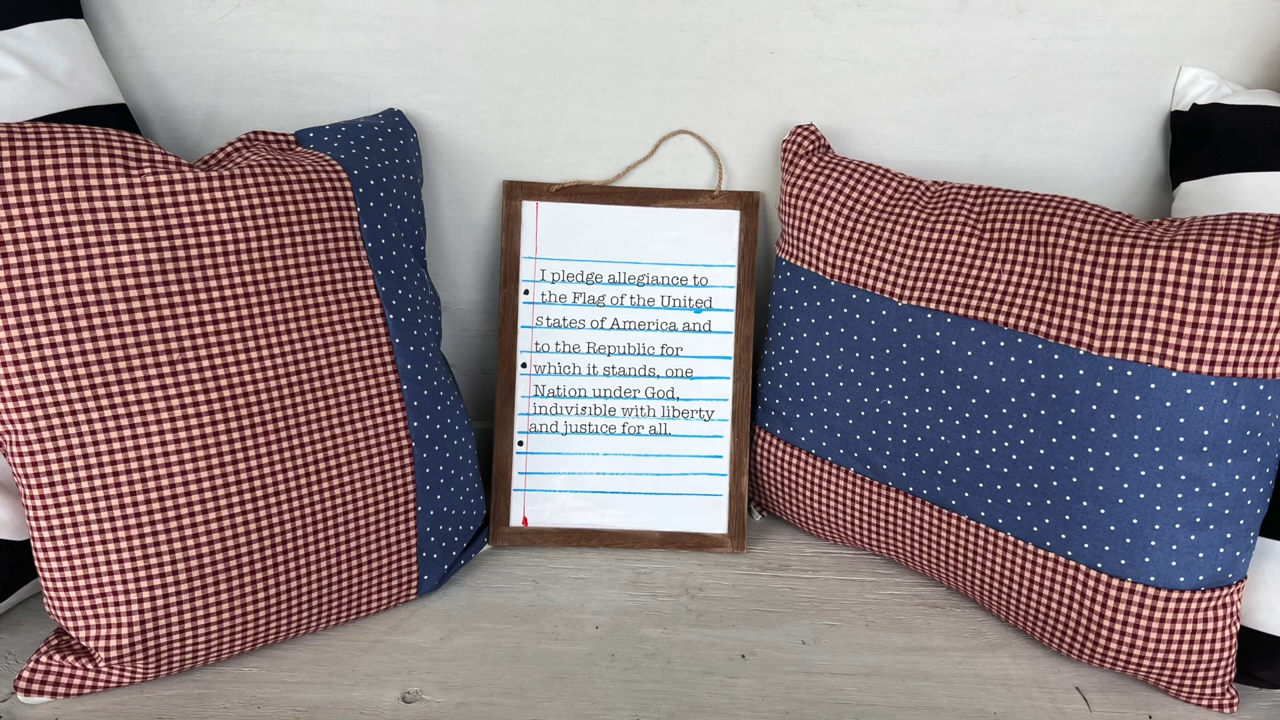 I pledge allegiance to
the Flag of the United
States of America and
to the Republic for
which it stands, one
Nation under God,
indivisible with liberty
and justice for all.